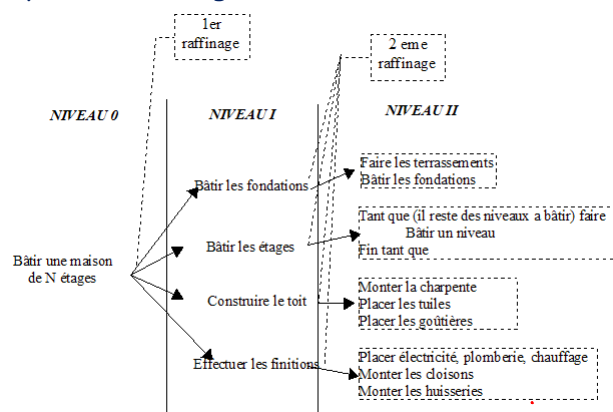 1er
raffinage
2 eme
raffinage
NIVEAU 0
NIVEAU I
NIVEAU II
Bâtir une maison
de N étages
Bâtir les fondations
Bâtir les étages
Construire le toit
Effectuer les finitions
Faire les terrassements
Bâtir les fondations
Tant que (il reste des niveaux a bâtir) faire
Bâtir un niveau
Fin tant que
Monter la charpente
Placer les tuiles
Placer les goûtières
Placer électricité, plomberie, chauffage
Monter les cloisons
Monter les huisseries